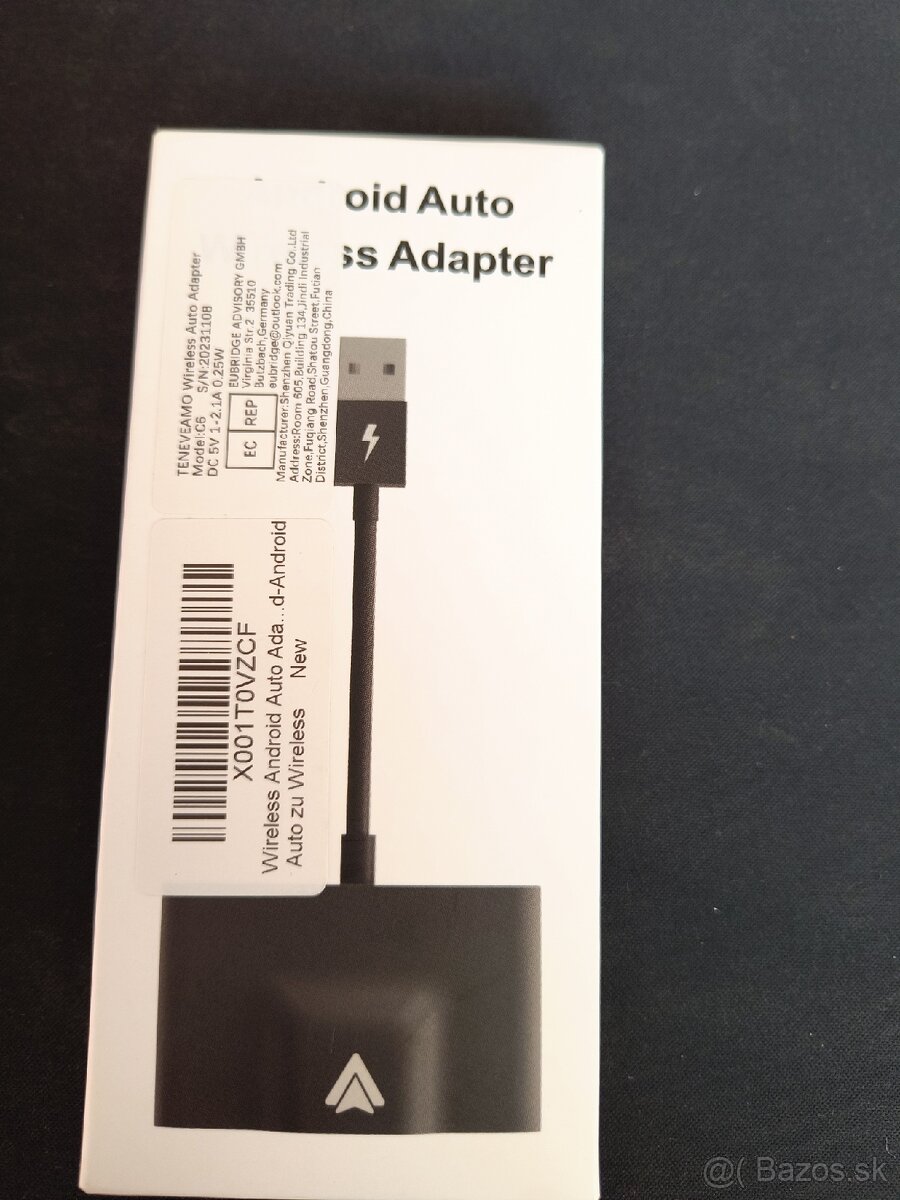 oid Auto
ss Adapter
TENEVEAMO Wireless Auto Adapter
Model:C6 S/N:20231108
DC 5V 1-2.1A 0.25W
EC REP
EUBRIDGE ADVISORY GMBH
Virginia Str.2 35510
Butzbach,Germany
eubridge@outlook.com
Manufacturer:Shenzhen Qiyuan Trading Co.,Ltd
Address:Room 605,Building 134,Jindi Industrial
Zone,Fuqiang Road,Shatou Street,Futian
District,Shenzhen,Guangdong,China
X001T0VZCF
Wireless Android Auto Ada...d-Android
Auto zu Wireless New
@( Bazos.sk